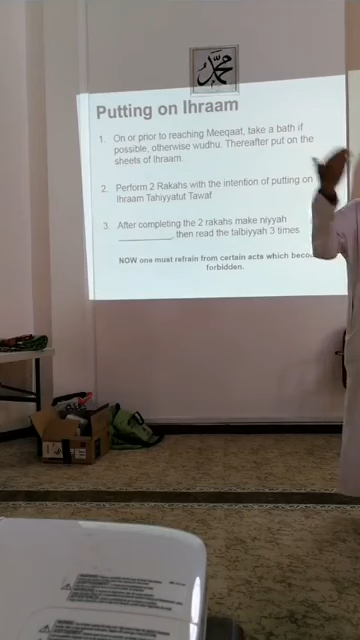 محمد
Putting on Ihraam
1. On or prior to reaching Meeqaat, take a bath if
possible, otherwise wudhu. Thereafter put on the
sheets of Ihraam.
2. Perform 2 Rakahs with the intention of putting on
Ihraam Tahiyyatut Tawaf
3. After completing the 2 rakahs make niyyah
__________, then read the talbiyyah 3 times
NOW one must refrain from certain acts which
forbidden.